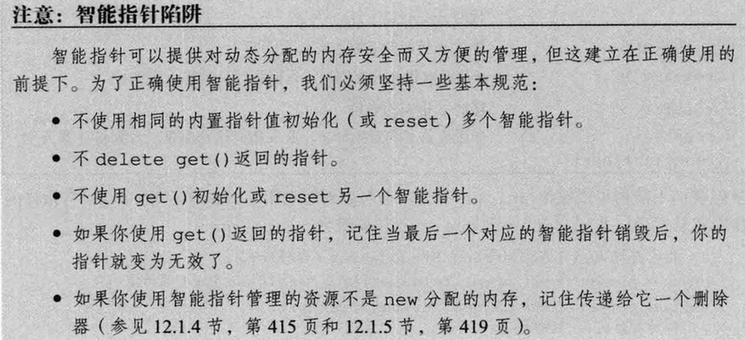 注意：智能指针陷阱
智能指针可以提供对动态分配的内存安全而又方便的管理，但这建立在正确使用的
前提下。为了正确使用智能指针，我们必须坚持一些基本规范：
● 不使用相同的内置指针值初始化（或 reset）多个智能指针。
● 不 delete get()返回的指针。
● 不使用 get()初始化或 reset 另一个智能指针。
● 如果你使用 get()返回的指针，记住当最后一个对应的智能指针销毁后，你的
指针就变为无效了。
● 如果你使用智能指针管理的资源不是 new 分配的内存，记住传递给它一个删除
器（参见 12.1.4 节，第 415 页和 12.1.5 节，第 419 页）。